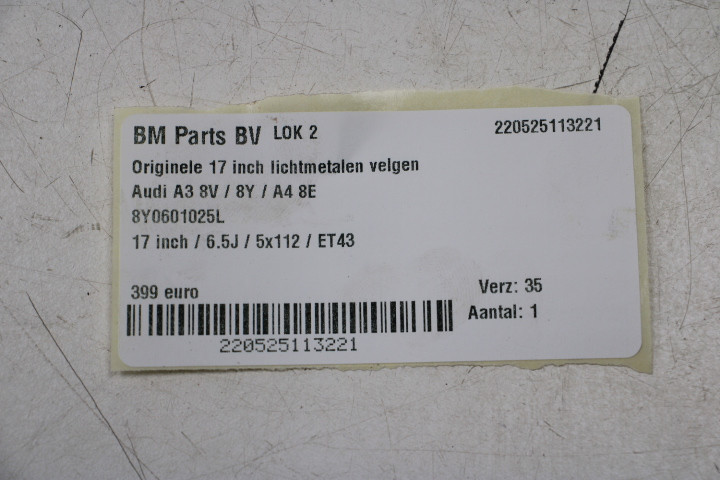 BM Parts BV LOK 2 220525113221
Originele 17 inch lichtmetalen velgen
Audi A3 8V / 8Y / A4 8E
8Y0601025L
17 inch / 6.5J / 5x112 / ET43
399 euro Verz: 35
Aantal: 1
220525113221